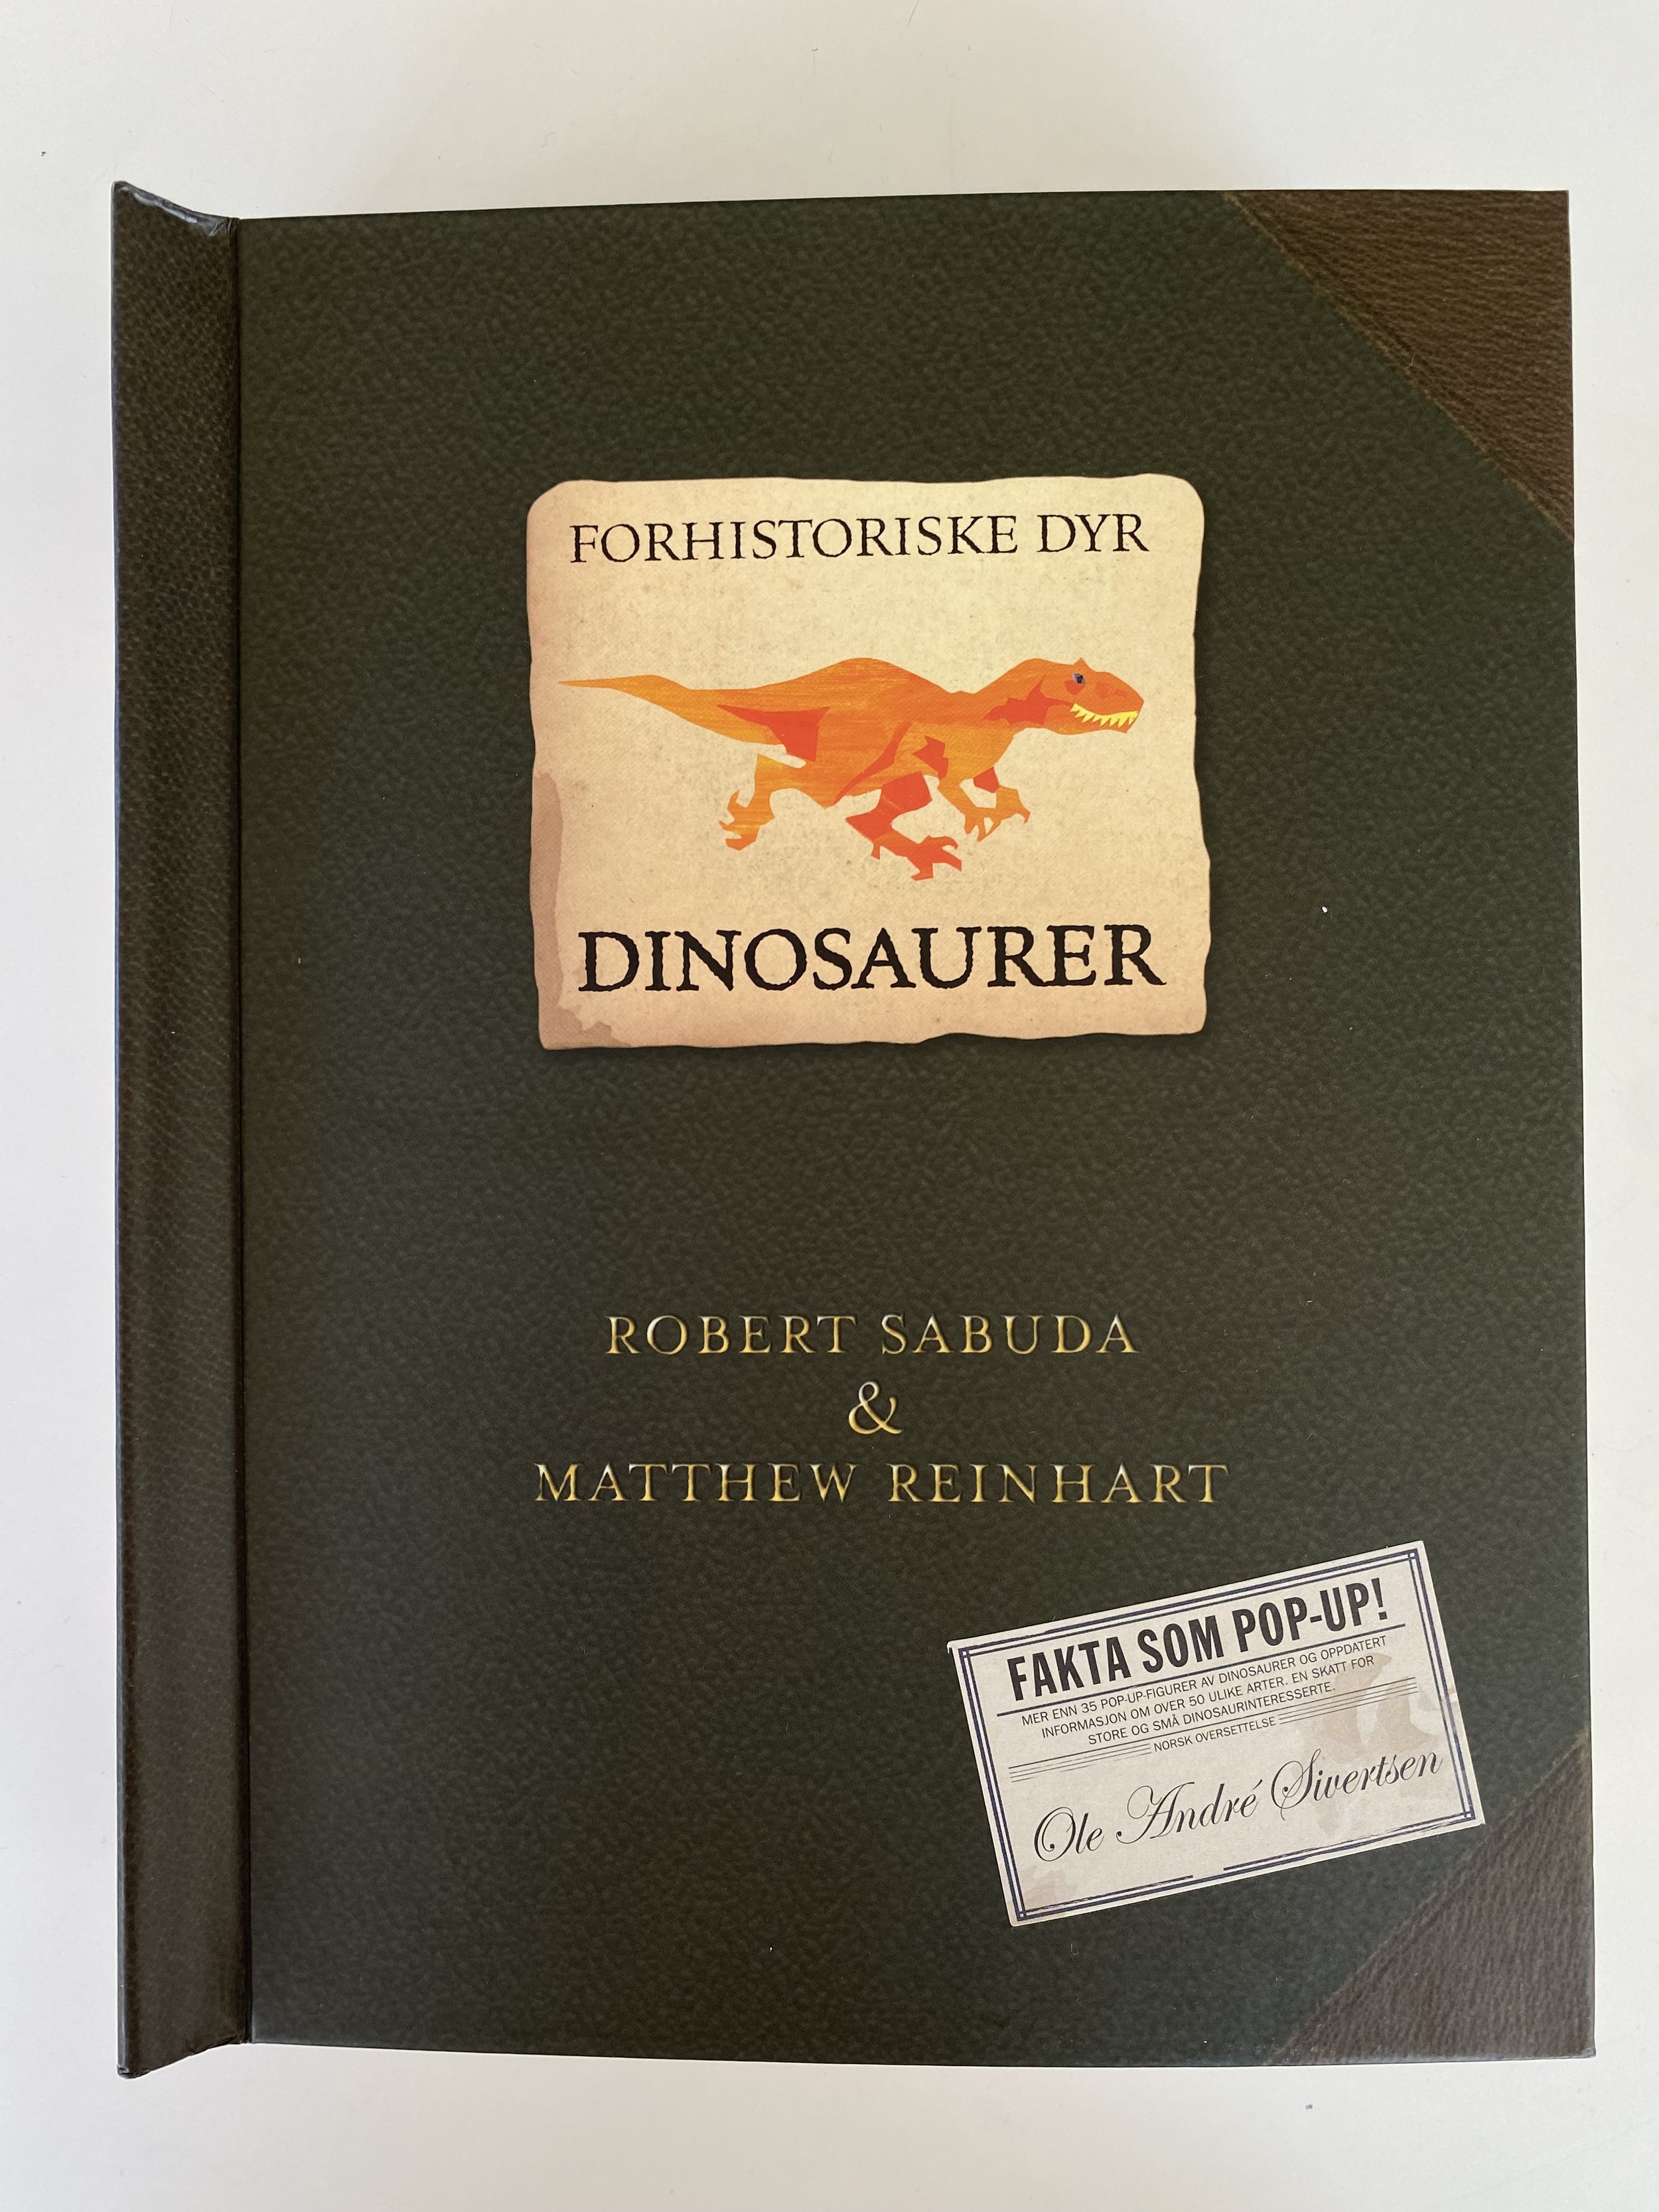 FORHISTORISKE DYR
DINOSAURER
ROBERT SABUDA
&
MATTHEW REINHART
FAKTA SOM POP-UP!
MER ENN 35 POP-UP-FIGURER AV DINOSAURER OG OPPDATERT
INFORMASJON OM OVER 50 ULIKE ARTER. EN SKATT FOR
STORE OG SMÅ DINOSAURINTERESSERTE.
NORSK OVERSETTELSE
Ole André Sivertsen